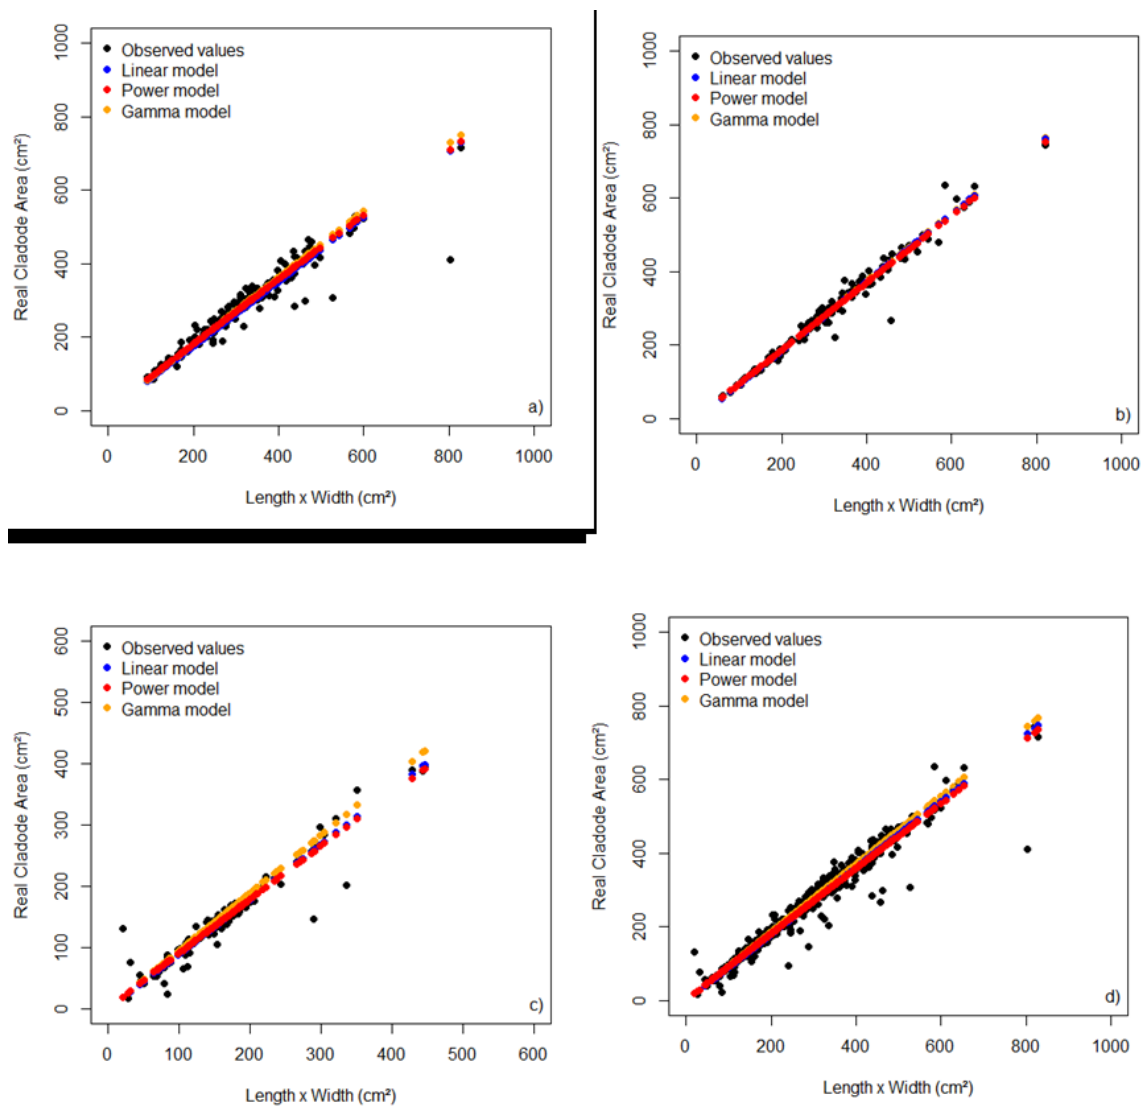 Real Cladode Area (cm²)
1000
800
600
400
200
0
Observed values
Linear model
Power model
Gamma model
a)
0 200 400 600 800 1000
Length x Width (cm²)
Real Cladode Area (cm²)
1000
800
600
400
200
0
Observed values
Linear model
Power model
Gamma model
b)
0 200 400 600 800 1000
Length x Width (cm²)
Real Cladode Area (cm²)
600
500
400
300
200
100
0
Observed values
Linear model
Power model
Gamma model
c)
0 100 200 300 400 500 600
Length x Width (cm²)
Real Cladode Area (cm²)
1000
800
600
400
200
0
Observed values
Linear model
Power model
Gamma model
d)
0 200 400 600 800 1000
Length x Width (cm²)